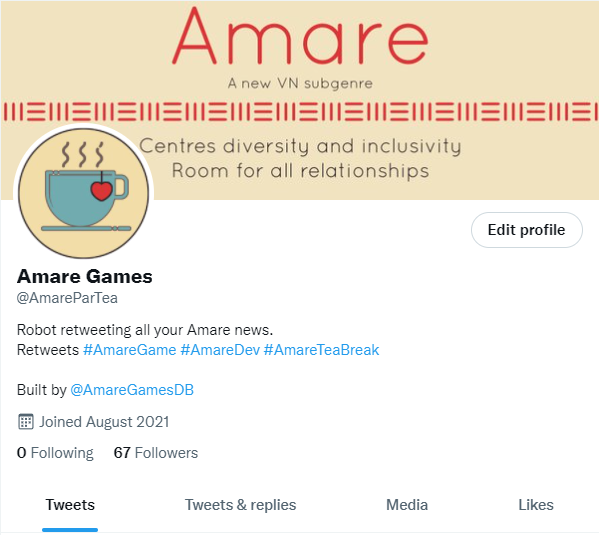 Amare
A new VN subgenre
Centres diversity and inclusivity
Room for all relationships
Edit profile
Amare Games
@AmareParTea
Robot retweeting all your Amare news.
Retweets #AmareGame #AmareDev #AmareTeaBreak
Built by @AmareGamesDB
Joined August 2021
0 Following 67 Followers
Tweets Tweets & replies Media Likes